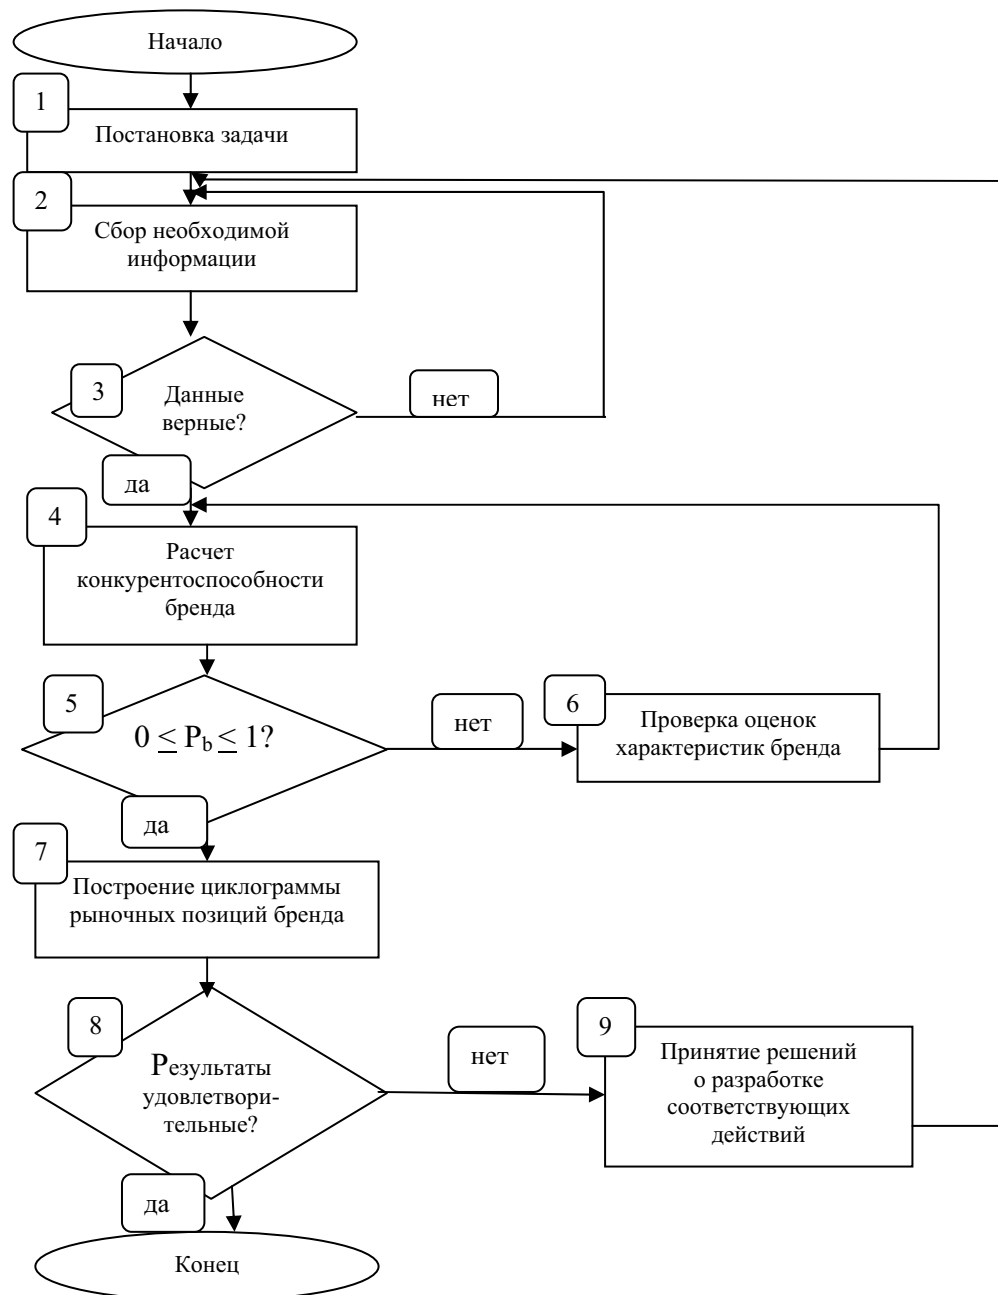 Начало
1
Постановка задачи
2
Сбор необходимой
информации
3
Данные
верные?
нет
да
4
Расчет
конкурентоспособности
бренда
5
0 ≤ Pb ≤ 1?
нет
6
Проверка оценок
характеристик бренда
да
7
Построение циклограммы
рыночных позиций бренда
8
Результаты
удовлетвори-
тельные?
нет
9
Принятие решений
о разработке
соответствующих
действий
да
Конец